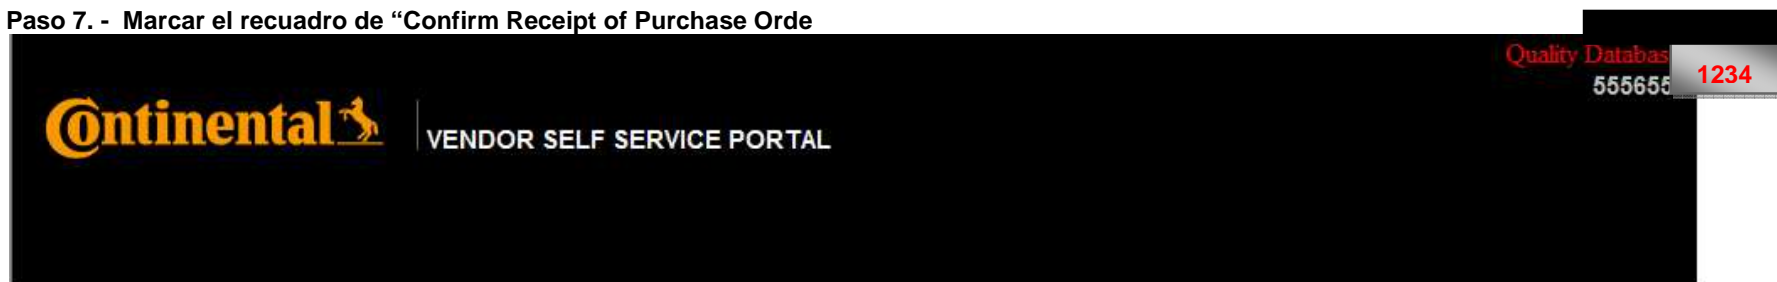 Paso 7. - Marcar el recuadro de “Confirm Receipt of Purchase Orde
Quality Databas
1234
555655
Continental
VENDOR SELF SERVICE PORTAL